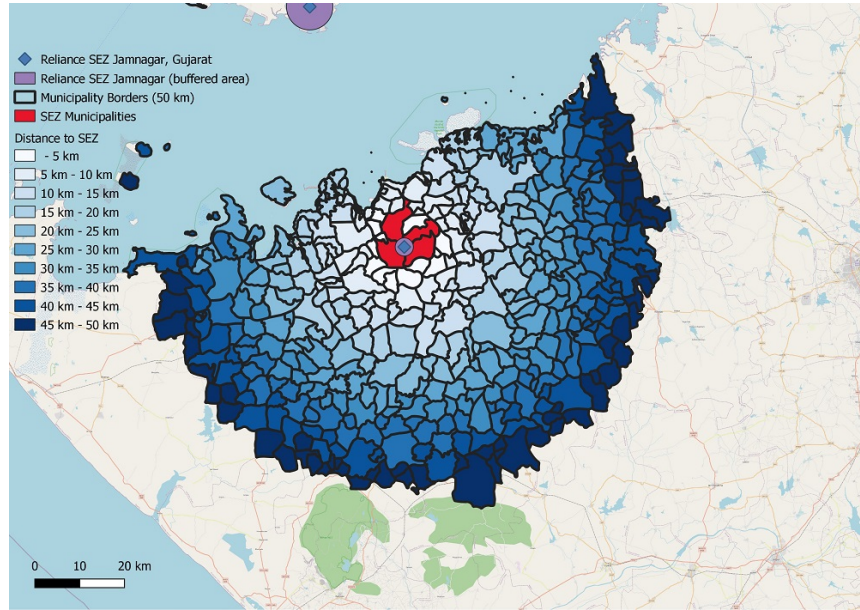 Reliance SEZ Jamnagar, Gujarat
Reliance SEZ Jamnagar (buffered area)
Municipality Borders (50 km)
SEZ Municipalities
Distance to SEZ
- 5 km
5 km - 10 km
10 km - 15 km
15 km - 20 km
20 km - 25 km
25 km - 30 km
30 km - 35 km
35 km - 40 km
40 km - 45 km
45 km - 50 km
0 10 20 km